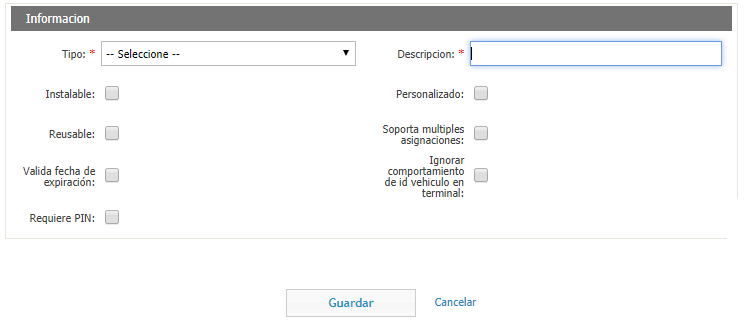 Informacion
Tipo: * -- Seleccione --
Descripcion: *
Instalable:
Personalizado:
Reusable:
Soporta multiples
asignaciones:
Valida fecha de
expiración:
Ignorar
comportamiento
de id vehiculo en
terminal:
Requiere PIN:
Guardar
Cancelar